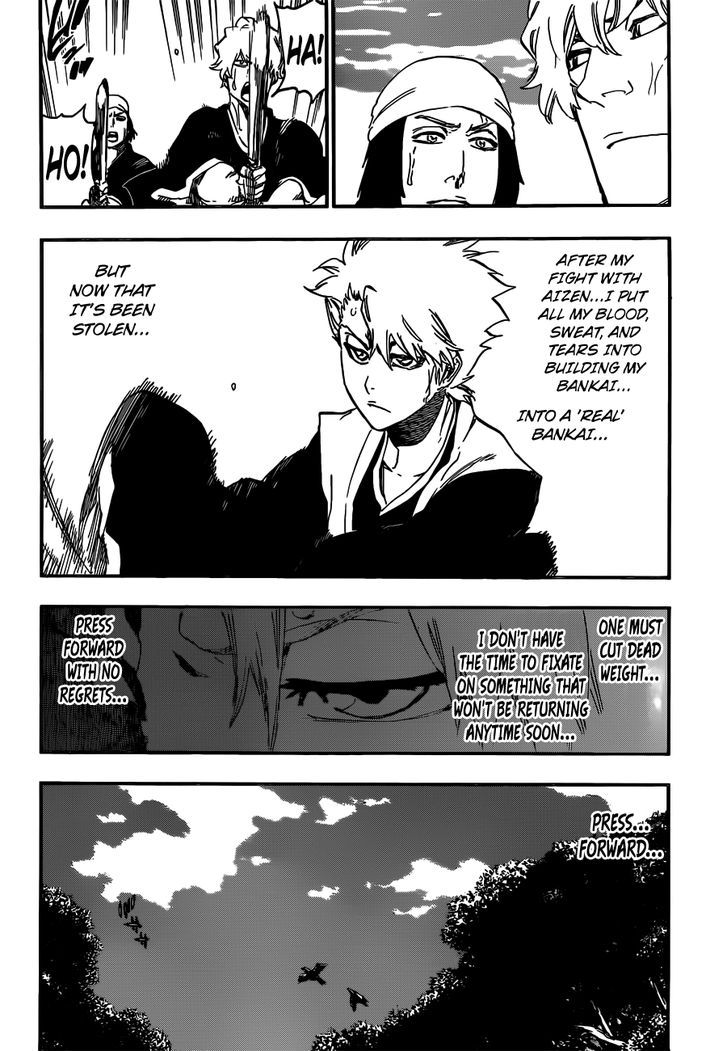 HA!
HO!
AFTER MY
FIGHT WITH
AIZEN...I PUT
ALL MY BLOOD,
SWEAT, AND
TEARS INTO
BUILDING MY
BANKAI...
INTO A 'REAL'
BANKAI...
BUT
NOW THAT
IT'S BEEN
STOLEN...
ONE MUST
CUT DEAD
WEIGHT...
I DON'T HAVE
THE TIME TO FIXATE
ON SOMETHING THAT
WON'T BE RETURNING
ANYTIME SOON...
PRESS
FORWARD
WITH NO
REGRETS...
PRESS...
FORWARD...